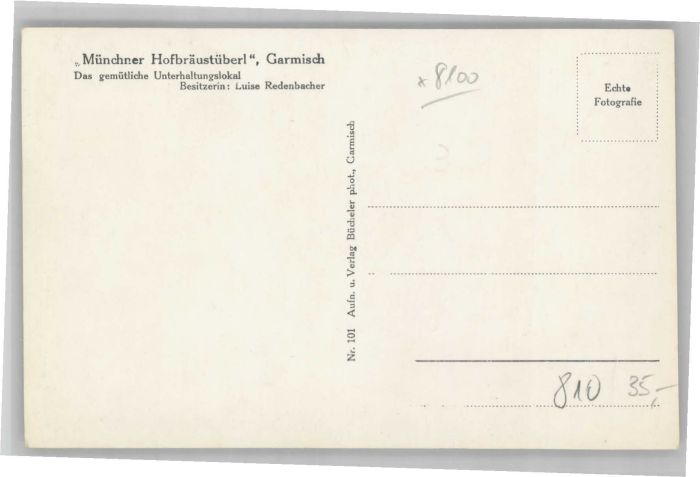 „Münchner Hofbräustüberl“, Garmisch
Das gemütliche Unterhaltungslokal
Besitzerin: Luise Redenbacher
Nr. 101 Aufn. u. Verlag Bücheler phot., Garmisch
x 8100
Echte
Fotografie
810 35,-